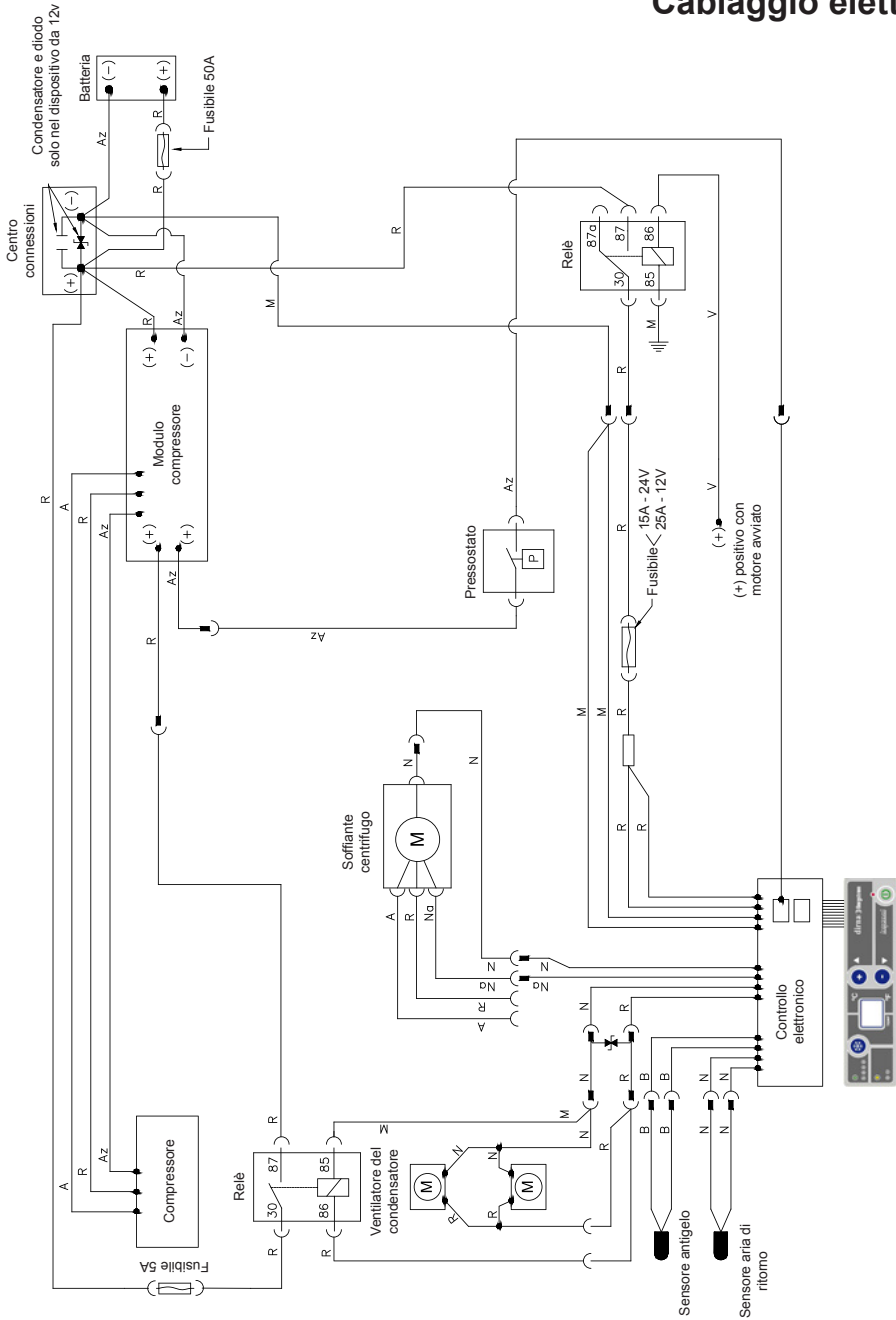 Cablaggio elett
Condensatore e diodo
solo nel dispositivo da 12v
Batteria
(-)
(+)
Az
R
R
Fusibile 50A
Centro
connessioni
(+)
(-)
R
M
R
Az
(+)
(-)
Modulo
compressore
(+)
(+)
R
A
R
Az
R
Az
Az
Pressostato
P
Az
R
Relè
87a
87
86
30
85
M
R
V
V
(+) positivo con
motore avviato
Fusibile
15A - 24V
25A - 12V
R
R
M
M
R
R
Soffiante
centrifugo
M
N
N
A
R
Na
N
Na
R
A
N
Na
Compressore
A
R
Az
Fusibile 5A
R
Relè
87
30
85
86
R
R
R
M
M
Ventilatore del
condensatore
M
M
N
N
R
R
N
N
N
R
R
R
B
B
B
B
N
N
N
N
Sensore antigelo
Sensore aria di
ritorno
Controllo
elettronico
dirna
+
-
°C
°F